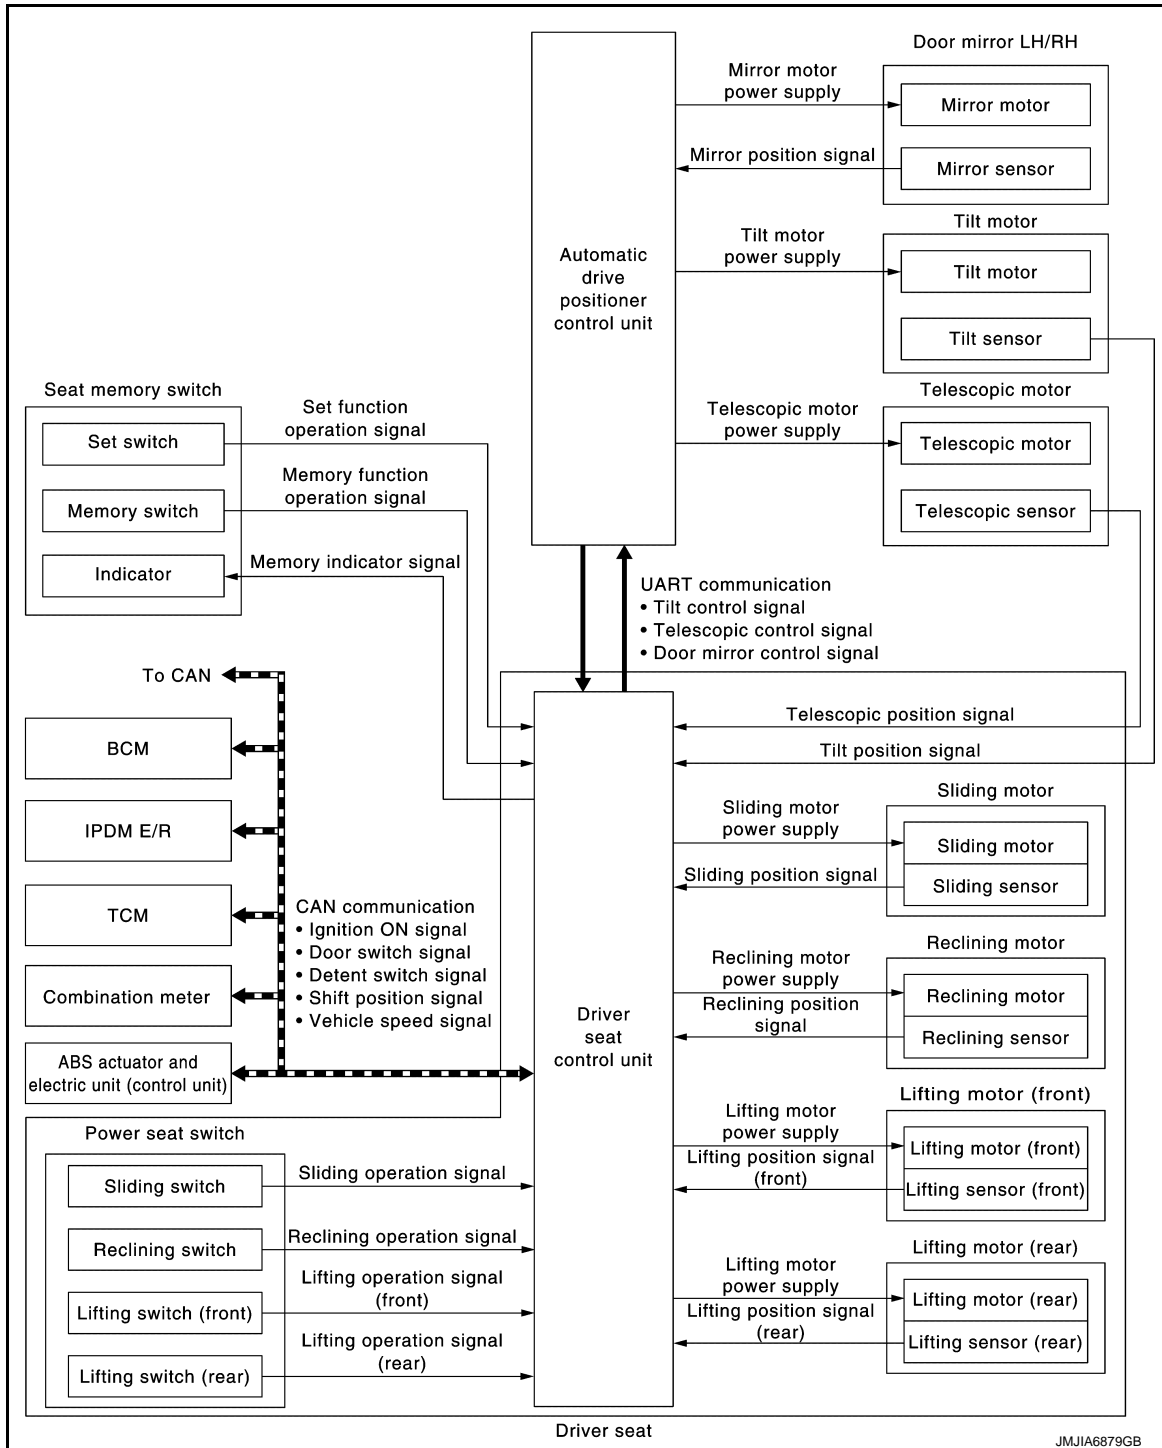 Door mirror LH/RH
Mirror motor
power supply
Mirror motor
Mirror position signal
Mirror sensor
Tilt motor
Tilt motor
power supply
Tilt motor
Automatic
drive
positioner
control unit
Tilt sensor
Telescopic motor
Telescopic motor
power supply
Telescopic motor
Telescopic sensor
Seat memory switch
Set function
operation signal
Set switch
Memory function
operation signal
Memory switch
Memory indicator signal
Indicator
UART communication
• Tilt control signal
• Telescopic control signal
• Door mirror control signal
To CAN
BCM
IPDM E/R
TCM
Combination meter
ABS actuator and
electric unit (control unit)
CAN communication
• Ignition ON signal
• Door switch signal
• Detent switch signal
• Shift position signal
• Vehicle speed signal
Driver
seat
control unit
Telescopic position signal
Tilt position signal
Sliding motor
Sliding motor
power supply
Sliding motor
Sliding position signal
Sliding sensor
Reclining motor
Reclining motor
power supply
Reclining motor
Reclining position
signal
Reclining sensor
Lifting motor (front)
Lifting motor
power supply
Lifting motor (front)
Lifting position signal
(front)
Lifting sensor (front)
Lifting motor (rear)
Lifting motor
power supply
Lifting motor (rear)
Lifting position signal
(rear)
Lifting sensor (rear)
Power seat switch
Sliding operation signal
Sliding switch
Reclining operation signal
Reclining switch
Lifting operation signal
(front)
Lifting switch (front)
Lifting operation signal
(rear)
Lifting switch (rear)
Driver seat
JMJIA6879GB